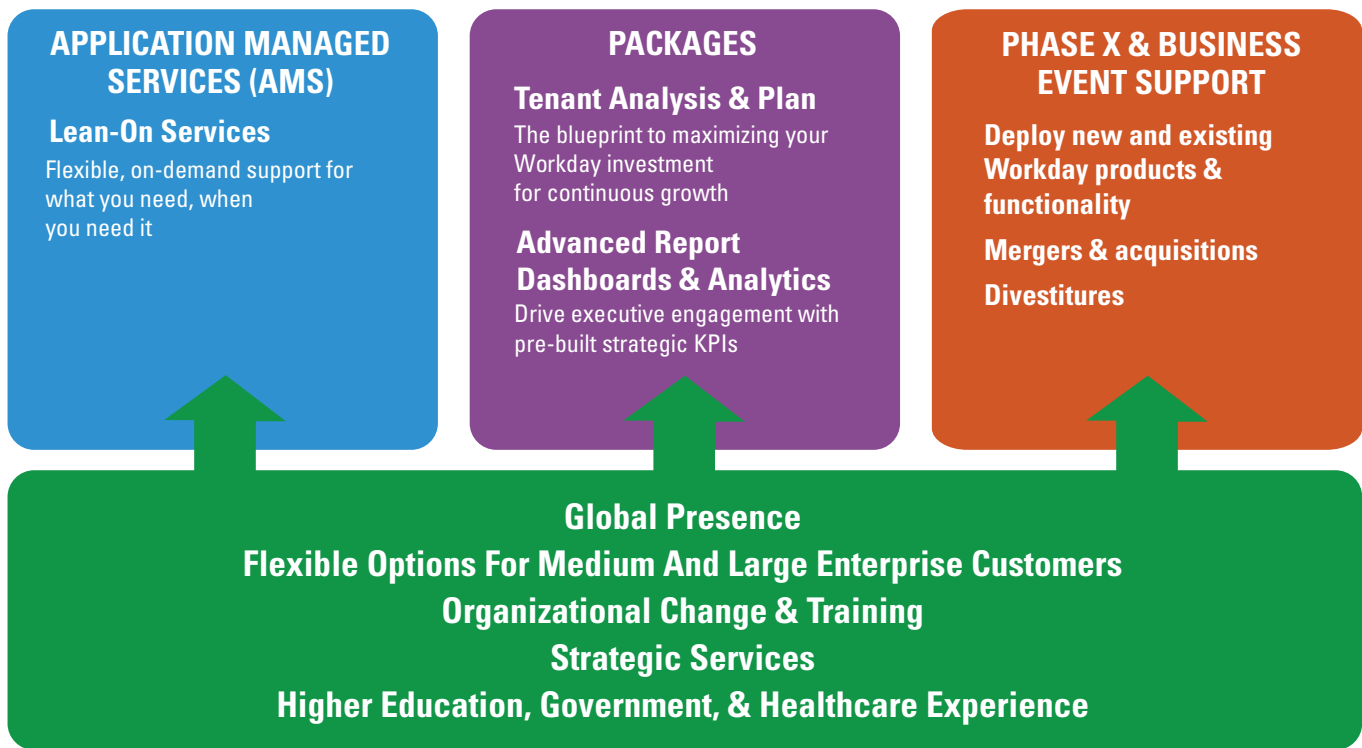 APPLICATION MANAGED
SERVICES (AMS)
Lean-On Services
Flexible, on-demand support for
what you need, when
you need it
PACKAGES
Tenant Analysis & Plan
The blueprint to maximizing your
Workday investment
for continuous growth
Advanced Report
Dashboards & Analytics
Drive executive engagement with
pre-built strategic KPIs
PHASE X & BUSINESS
EVENT SUPPORT
Deploy new and existing
Workday products &
functionality
Mergers & acquisitions
Divestitures
Global Presence
Flexible Options For Medium And Large Enterprise Customers
Organizational Change & Training
Strategic Services
Higher Education, Government, & Healthcare Experience